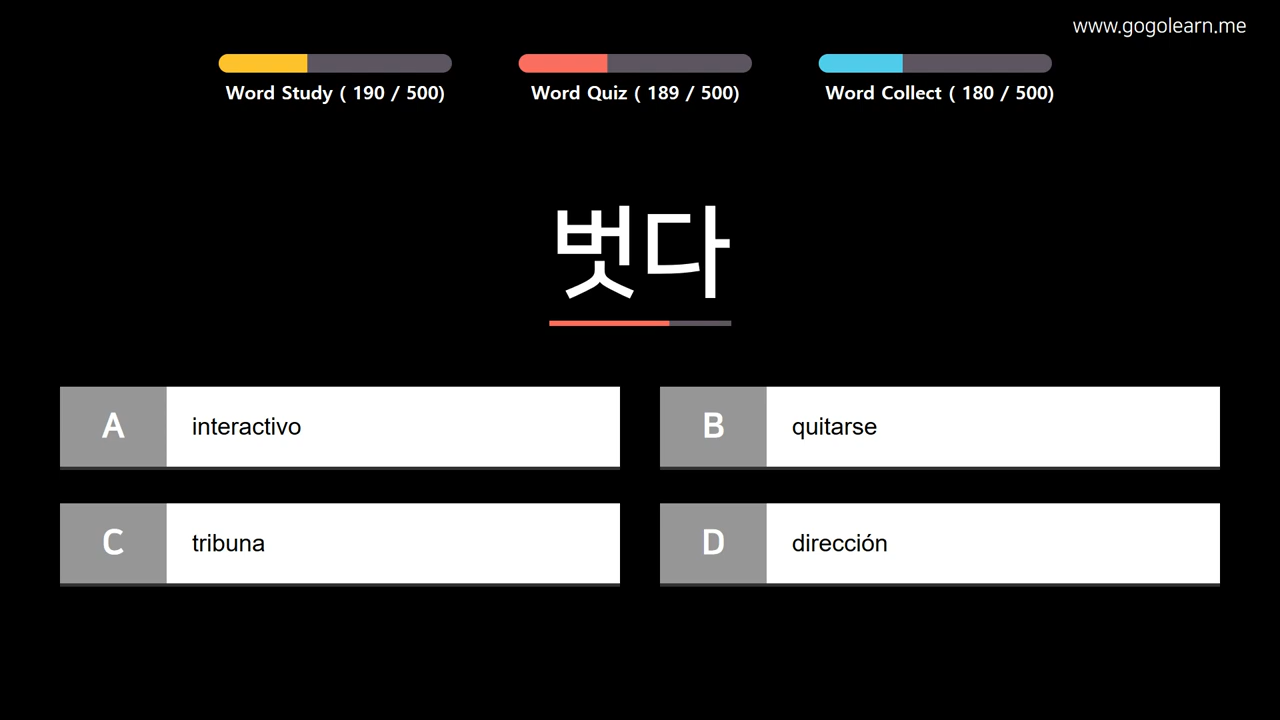 www.gogolearn.me
Word Study ( 190 / 500)
Word Quiz ( 189 / 500)
Word Collect ( 180 / 500)
벗다
A interactivo
B quitarse
C tribuna
D dirección